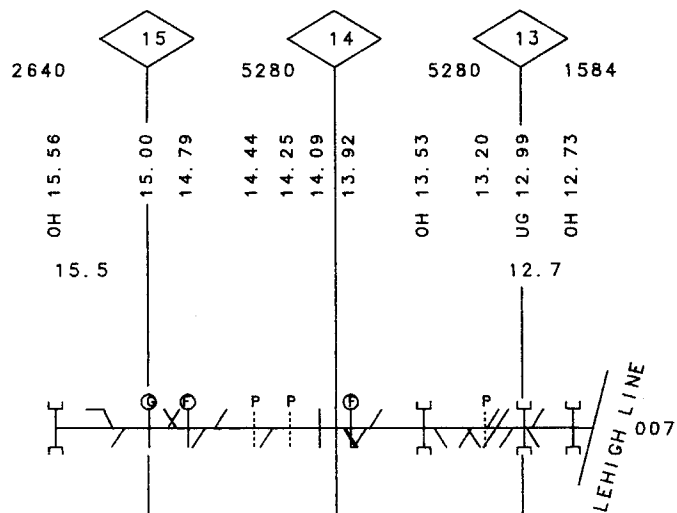 15 14 13
2640 5280 5280 1584
OH 15.56
15.00
14.79
14.44
14.25
14.09
13.92
OH 13.53
13.20
UG 12.99
OH 12.73
15.5 12.7
G F P P F P
LEHIGH LINE
007